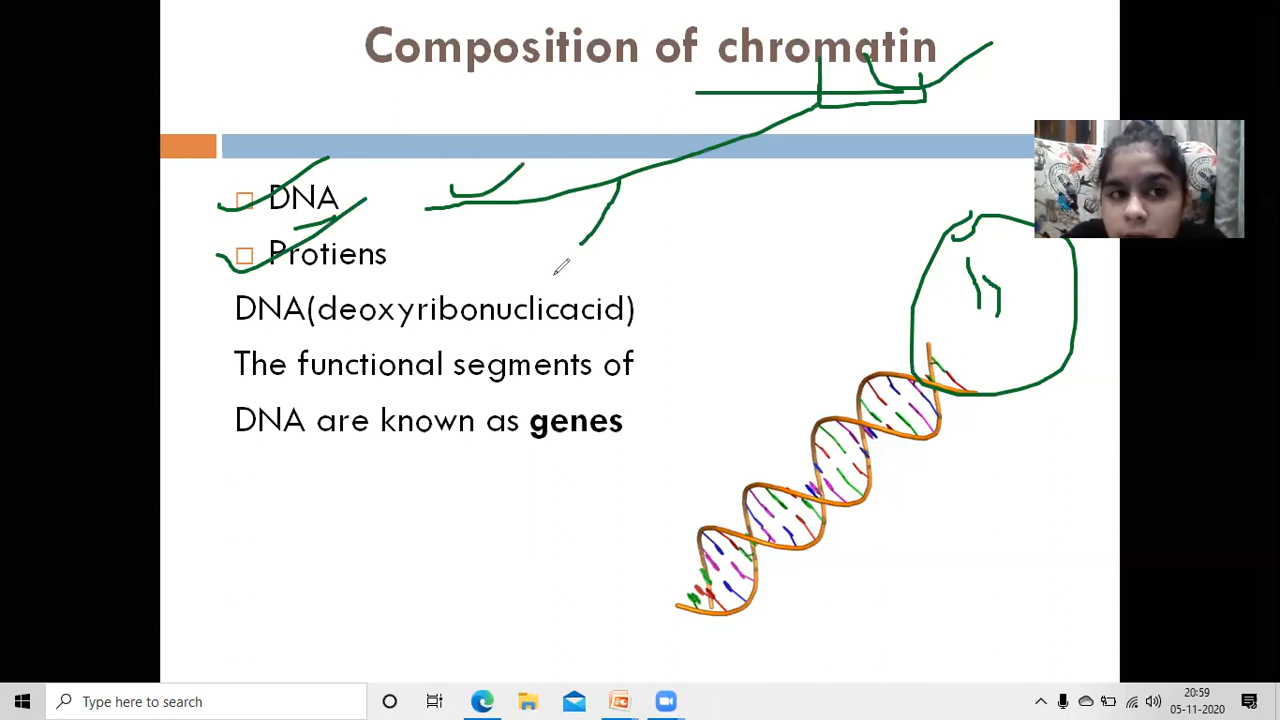 Composition of chromatin
DNA
Protiens
DNA(deoxyribonuclicacid)
The functional segments of
DNA are known as genes
Type here to search
20:59
05-11-2020